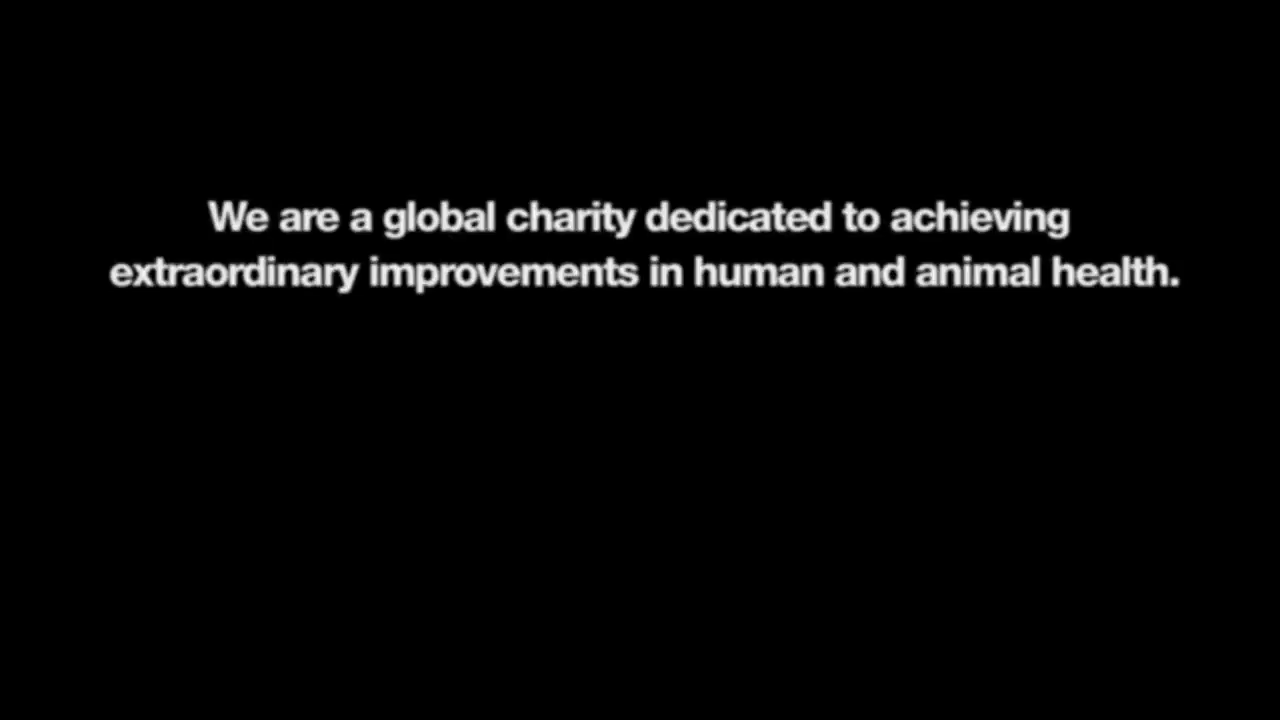 We are a global charity dedicated to achieving
extraordinary improvements in human and animal health.